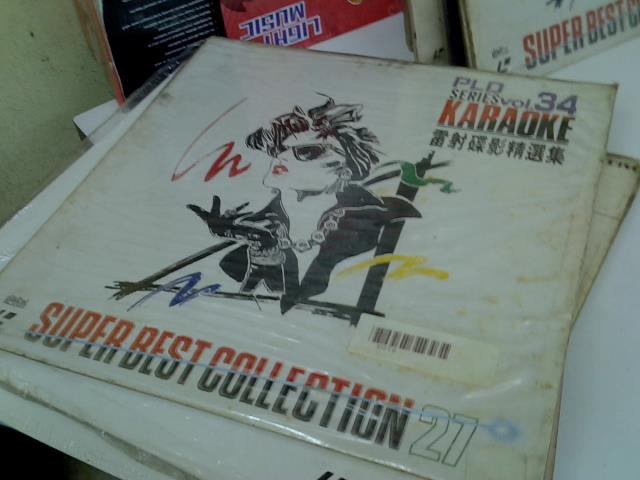 LIGHT
MUSIC
SUPER BEST
PLD
SERIES VOL.34
KARAOKE
雷射碟影精選集
SUPER BEST COLLECTION 27